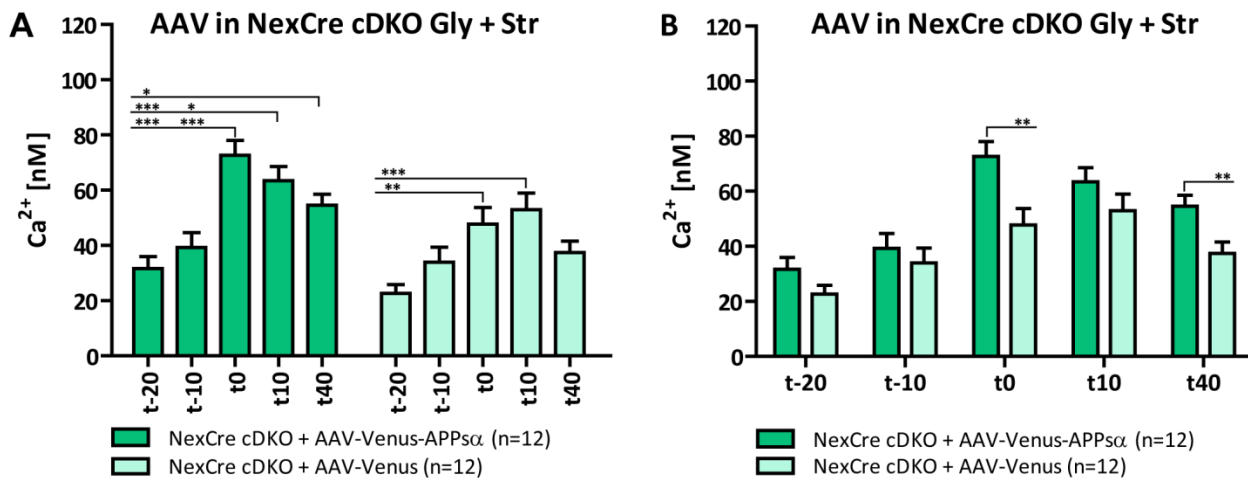 A
AAV in NexCre cDKO Gly + Str
Ca2+ [nM]
120
100
80
60
40
20
0
*
*** *
*** ***
***
**
t-20
t-10
t0
t10
t40
t-20
t-10
t0
t10
t40
NexCre cDKO + AAV-Venus-APPsα (n=12)
NexCre cDKO + AAV-Venus (n=12)
B
AAV in NexCre cDKO Gly + Str
Ca2+ [nM]
120
100
80
60
40
20
0
**
**
t-20
t-10
t0
t10
t40
NexCre cDKO + AAV-Venus-APPsα (n=12)
NexCre cDKO + AAV-Venus (n=12)